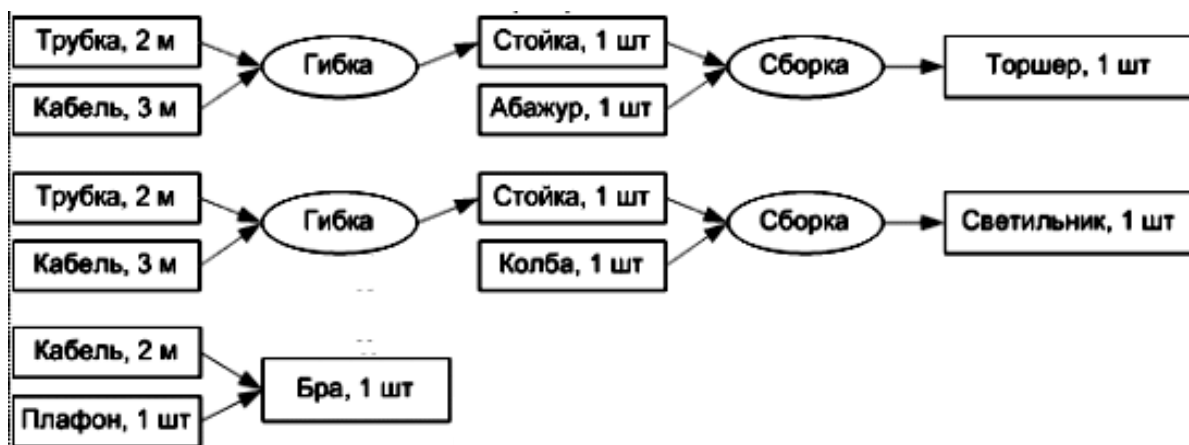 Трубка, 2 м
Кабель, 3 м
Гибка
Стойка, 1 шт
Абажур, 1 шт
Сборка
Торшер, 1 шт
Трубка, 2 м
Кабель, 3 м
Гибка
Стойка, 1 шт
Колба, 1 шт
Сборка
Светильник, 1 шт
Кабель, 2 м
Плафон, 1 шт
Бра, 1 шт